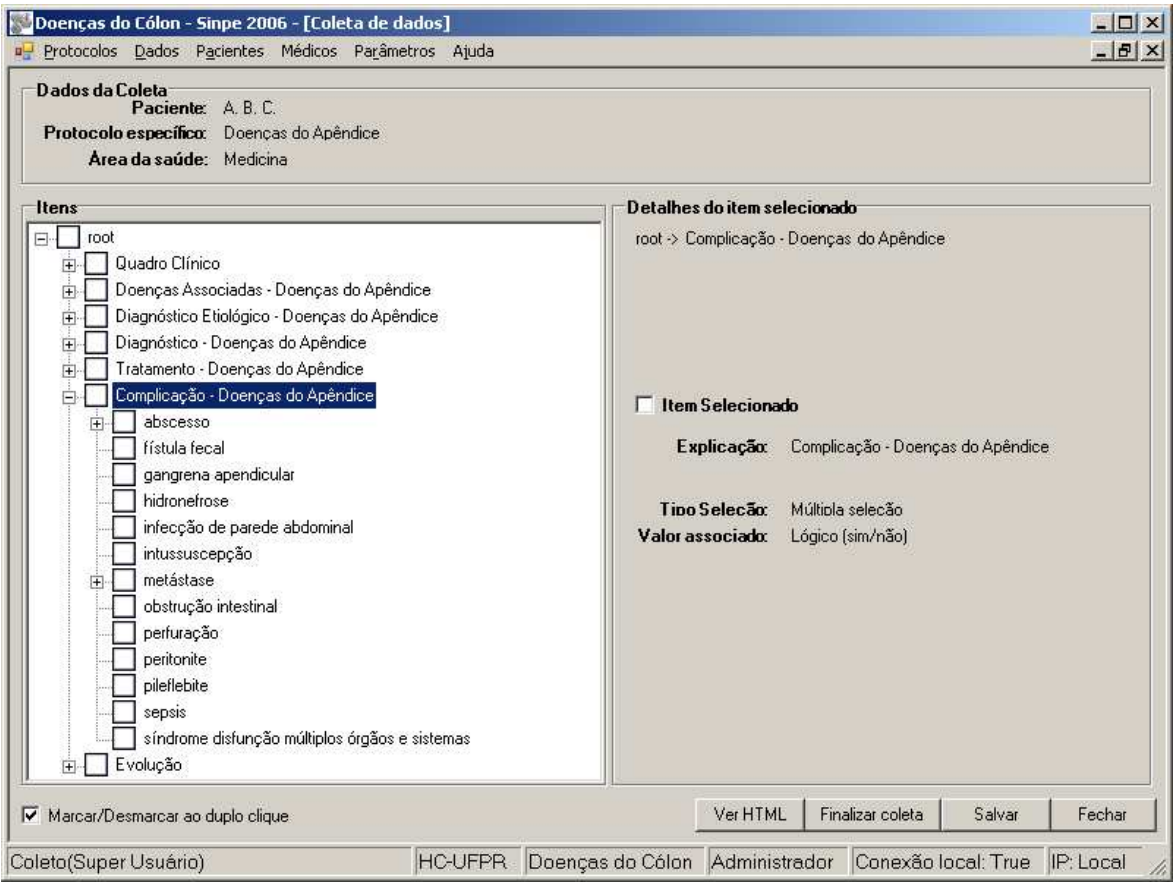 Doenças do Cólon - Sinpe 2006 - [Coleta de dados]
Protocolos Dados Pacientes Médicos Parâmetros Ajuda
Dados da Coleta
Paciente: A. B. C.
Protocolo específico: Doenças do Apêndice
Área da saúde: Medicina
Itens
root
Quadro Clínico
Doenças Associadas - Doenças do Apêndice
Diagnóstico Etiológico - Doenças do Apêndice
Diagnóstico - Doenças do Apêndice
Tratamento - Doenças do Apêndice
Complicação - Doenças do Apêndice
abscesso
fístula fecal
gangrena apendicular
hidronefrose
infecção de parede abdominal
intussuscepção
metástase
obstrução intestinal
perfuração
peritonite
pileflebite
sepsis
síndrome disfunção múltiplos órgãos e sistemas
Evolução
Detalhes do item selecionado
root -> Complicação - Doenças do Apêndice
Item Selecionado
Explicação: Complicação - Doenças do Apêndice
Tipo Seleção: Múltipla seleção
Valor associado: Lógico (sim/não)
Marcar/Desmarcar ao duplo clique
Ver HTML Finalizar coleta Salvar Fechar
Coleto(Super Usuário) HC-UFPR Doenças do Cólon Administrador Conexão local: True IP: Local